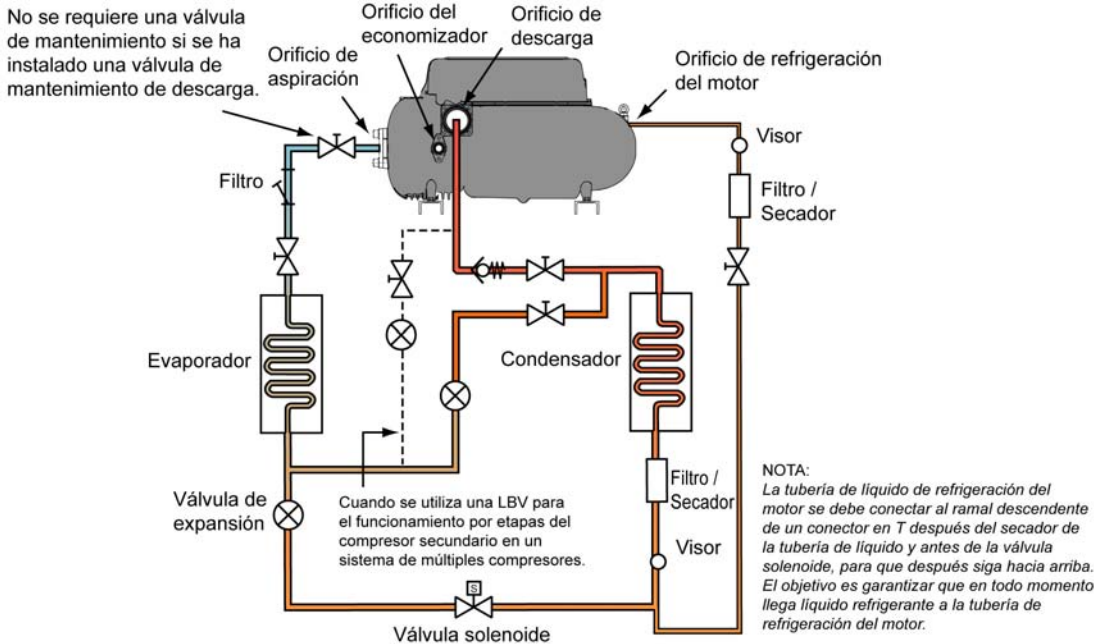 No se requiere una válvula
de mantenimiento si se ha
instalado una válvula de
mantenimiento de descarga.
Orificio de
aspiración
Orificio del
economizador
Orificio de
descarga
Orificio de refrigeración
del motor
Visor
Filtro /
Secador
Filtro
Evaporador
Condensador
Válvula de
expansión
Cuando se utiliza una LBV para
el funcionamiento por etapas del
compresor secundario en un
sistema de múltiples compresores.
Filtro /
Secador
Visor
S
Válvula solenoide
NOTA:
La tubería de líquido de refrigeración del
motor se debe conectar al ramal descendente
de un conector en T después del secador de
la tubería de líquido y antes de la válvula
solenoide, para que después siga hacia arriba.
El objetivo es garantizar que en todo momento
llega líquido refrigerante a la tubería de
refrigeración del motor.